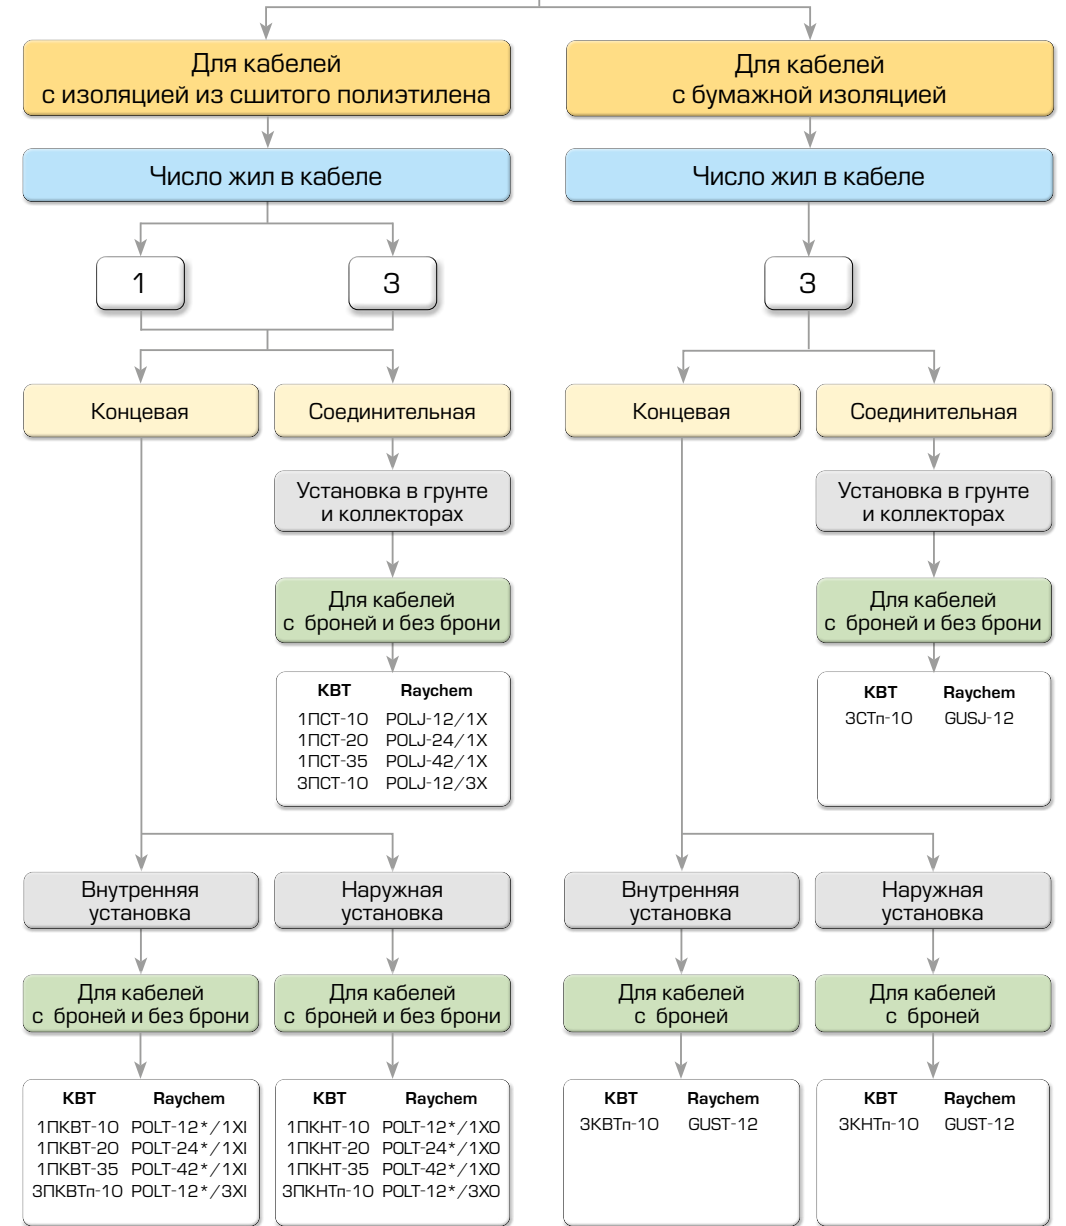 Для кабелей
с изоляцией из сшитого полиэтилена
Для кабелей
с бумажной изоляцией
Число жил в кабеле
Число жил в кабеле
1
3
3
Концевая
Соединительная
Концевая
Соединительная
Установка в грунте
и коллекторах
Установка в грунте
и коллекторах
Для кабелей
с броней и без брони
Для кабелей
с броней и без брони
КВТ Raychem
1ПСТ-10 POLJ-12/1X
1ПСТ-20 POLJ-24/1X
1ПСТ-35 POLJ-42/1X
3ПСТ-10 POLJ-12/3X
КВТ Raychem
3СТп-10 GUSJ-12
Внутренняя
установка
Наружная
установка
Внутренняя
установка
Наружная
установка
Для кабелей
с броней и без брони
Для кабелей
с броней и без брони
Для кабелей
с броней
Для кабелей
с броней
КВТ Raychem
1ПКВТ-10 POLT-12*/1XI
1ПКВТ-20 POLT-24*/1XI
1ПКВТ-35 POLT-42*/1XI
3ПКВТп-10 POLT-12*/3XI
КВТ Raychem
1ПКНТ-10 POLT-12*/1XO
1ПКНТ-20 POLT-24*/1XO
1ПКНТ-35 POLT-42*/1XO
3ПКНТп-10 POLT-12*/3XO
КВТ Raychem
3КВТп-10 GUST-12
КВТ Raychem
3КНТп-10 GUST-12